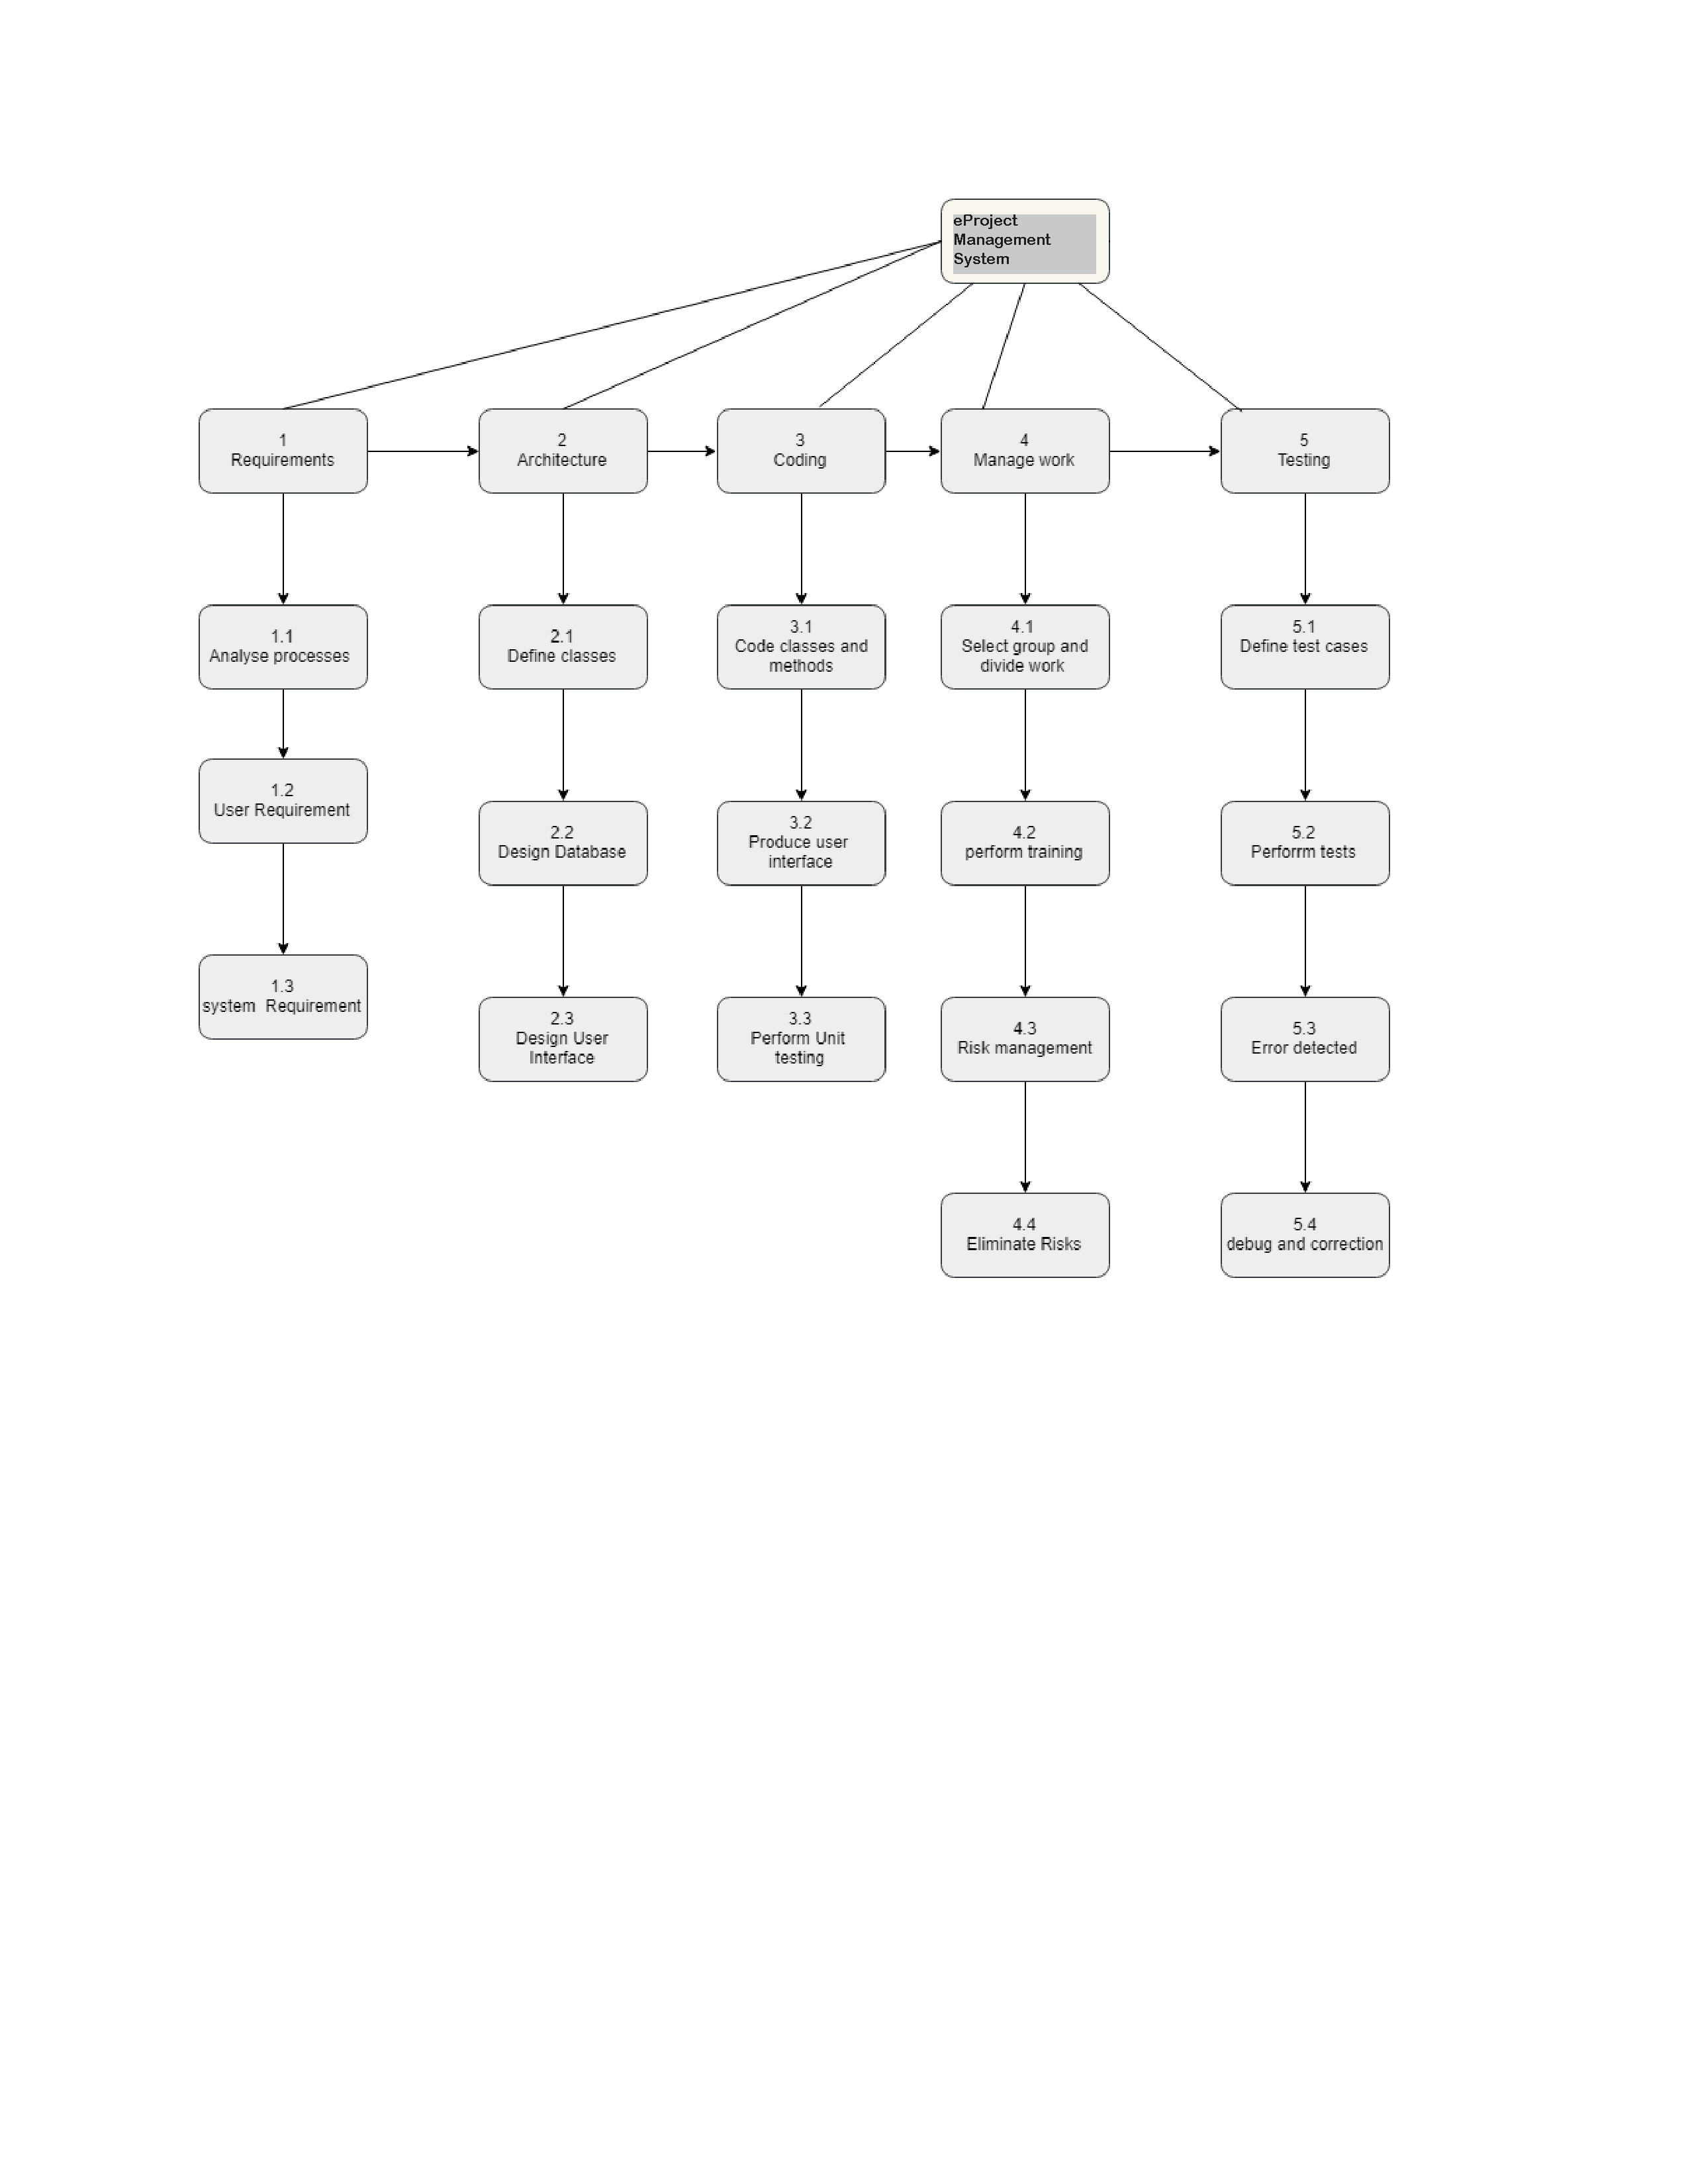 eProject
Management
System
1
Requirements
2
Architecture
3
Coding
4
Manage work
5
Testing
1.1
Analyse processes
2.1
Define classes
3.1
Code classes and
methods
4.1
Select group and
divide work
5.1
Define test cases
1.2
User Requirement
2.2
Design Database
3.2
Produce user
interface
4.2
perform training
5.2
Perforrm tests
1.3
system  Requirement
2.3
Design User
Interface
3.3
Perform Unit
testing
4.3
Risk management
5.3
Error detected
4.4
Eliminate Risks
5.4
debug and correction